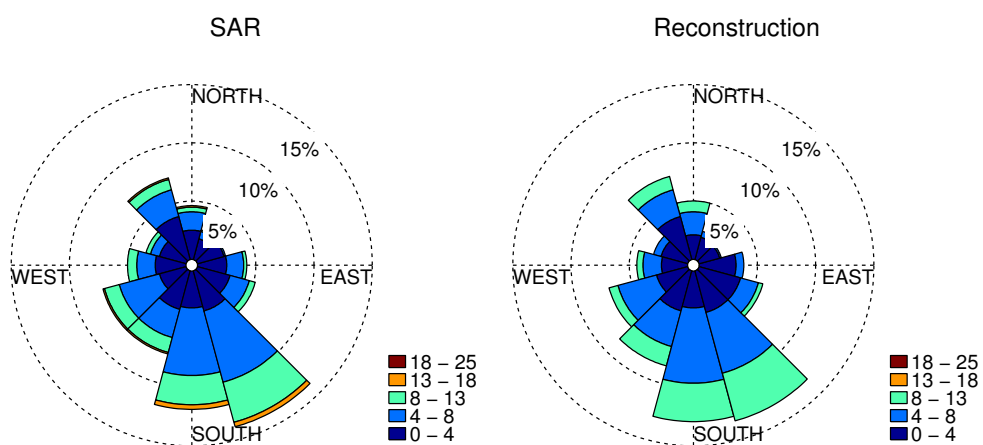 SAR
NORTH
15%
10%
5%
WEST
EAST
SOUTH
18 – 25
13 – 18
8 – 13
4 – 8
0 – 4
Reconstruction
NORTH
15%
10%
5%
WEST
EAST
SOUTH
18 – 25
13 – 18
8 – 13
4 – 8
0 – 4